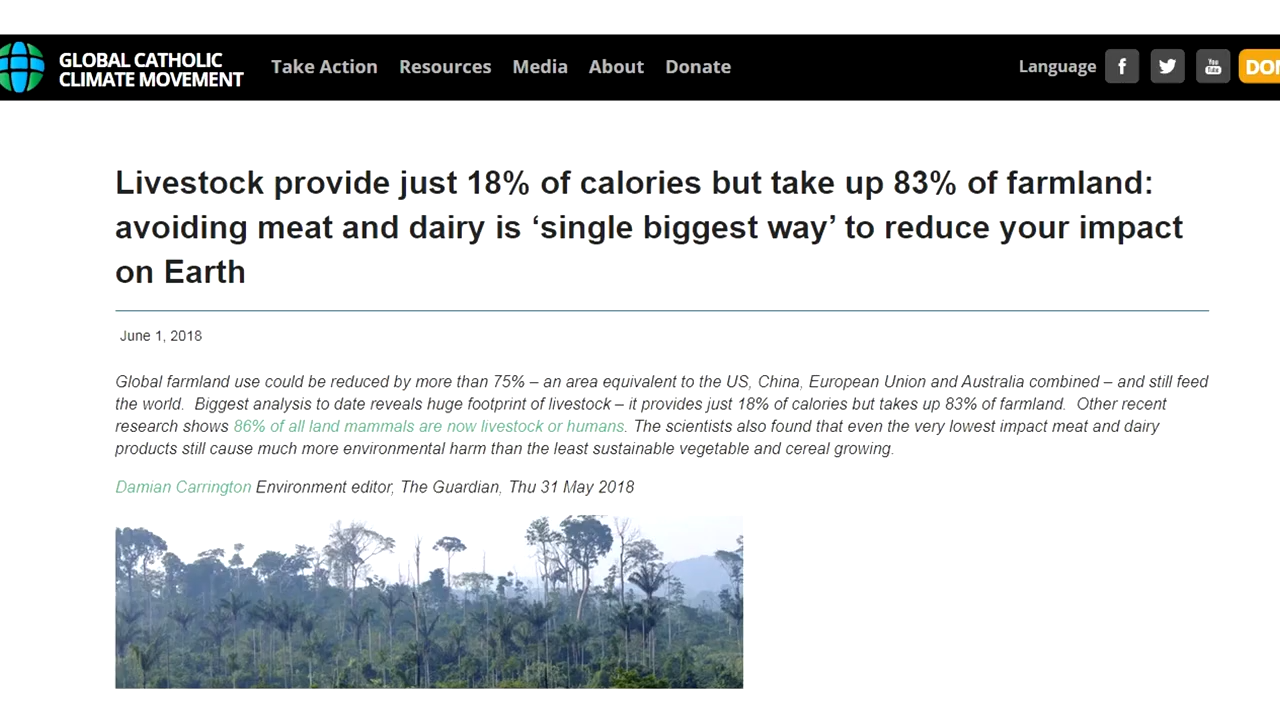 GLOBAL CATHOLIC
CLIMATE MOVEMENT
Take Action Resources Media About Donate
Language f You Tube
Livestock provide just 18% of calories but take up 83% of farmland:
avoiding meat and dairy is ‘single biggest way’ to reduce your impact
on Earth
June 1, 2018
Global farmland use could be reduced by more than 75% – an area equivalent to the US, China, European Union and Australia combined – and still feed
the world. Biggest analysis to date reveals huge footprint of livestock – it provides just 18% of calories but takes up 83% of farmland. Other recent
research shows 86% of all land mammals are now livestock or humans. The scientists also found that even the very lowest impact meat and dairy
products still cause much more environmental harm than the least sustainable vegetable and cereal growing.
Damian Carrington Environment editor, The Guardian, Thu 31 May 2018